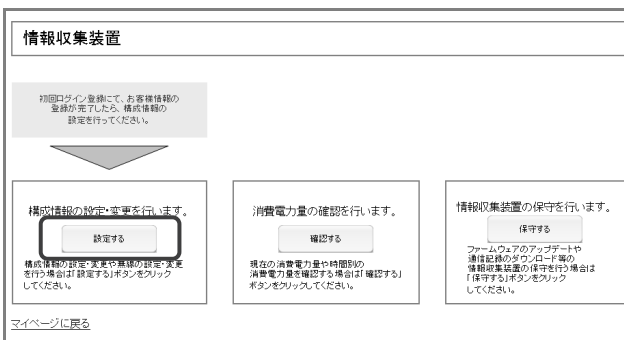 情報収集装置
初回ログイン登録にて、お客様情報の
登録が完了したら、構成情報の
設定を行ってください。
構成情報の設定・変更を行います。
設定する
構成情報の設定・変更や無線の設定・変更
を行う場合は「設定する」ボタンをクリック
してください。
消費電力量の確認を行います。
確認する
現在の消費電力量や時間別の
消費電力量を確認する場合は「確認する」
ボタンをクリックしてください。
情報収集装置の保守を行います。
保守する
ファームウェアのアップデートや
通信記録のダウンロード等の
情報収集装置の保守を行う場合は
「保守する」ボタンをクリック
してください。
マイページに戻る